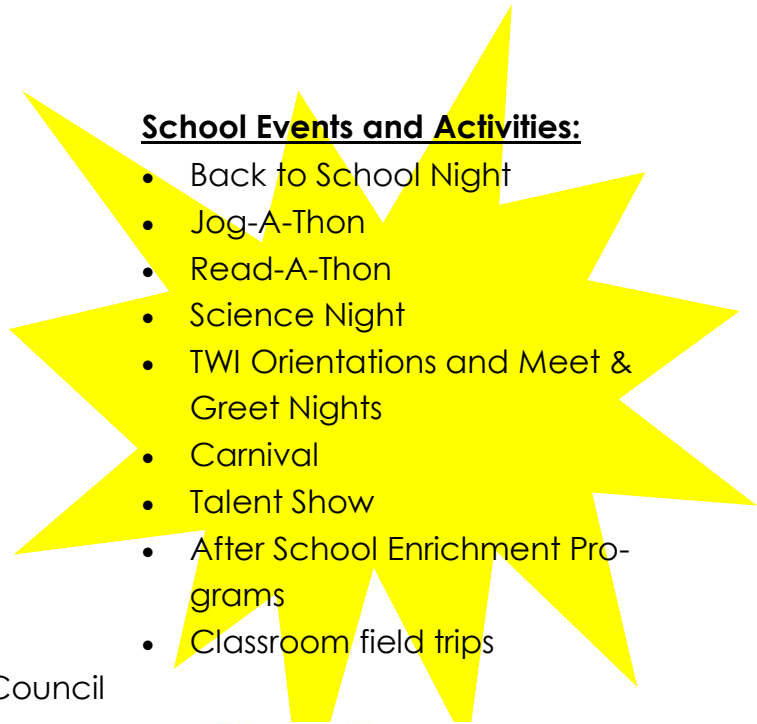 School Events and Activities:
• Back to School Night
• Jog-A-Thon
• Read-A-Thon
• Science Night
• TWI Orientations and Meet &
Greet Nights
• Carnival
• Talent Show
• After School Enrichment Pro-
grams
• Classroom field trips
Council